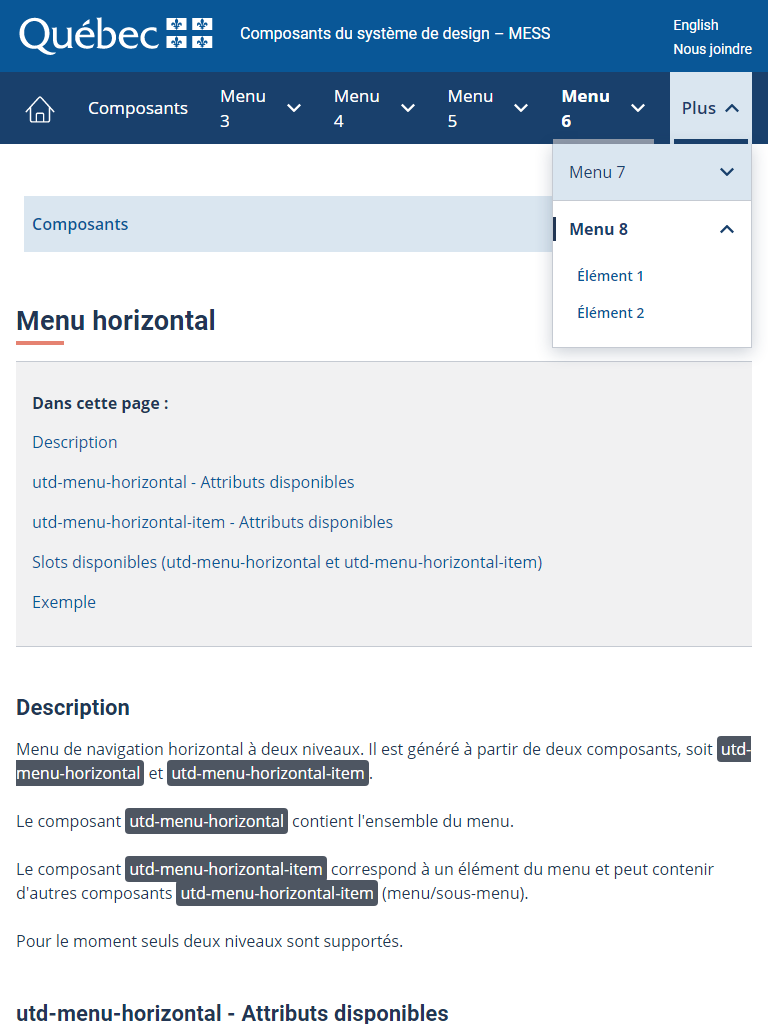 Québec
Composants du système de design – MESS
English
Nous joindre
Composants
Menu
3
Menu
4
Menu
5
Menu
6
Plus
Menu 7
Menu 8
Élément 1
Élément 2
Composants
Menu horizontal
Dans cette page :
Description
utd-menu-horizontal - Attributs disponibles
utd-menu-horizontal-item - Attributs disponibles
Slots disponibles (utd-menu-horizontal et utd-menu-horizontal-item)
Exemple
Description
Menu de navigation horizontal à deux niveaux. Il est généré à partir de deux composants, soit utd-
menu-horizontal et utd-menu-horizontal-item.
Le composant utd-menu-horizontal contient l'ensemble du menu.
Le composant utd-menu-horizontal-item correspond à un élément du menu et peut contenir
d'autres composants utd-menu-horizontal-item (menu/sous-menu).
Pour le moment seuls deux niveaux sont supportés.
utd-menu-horizontal - Attributs disponibles